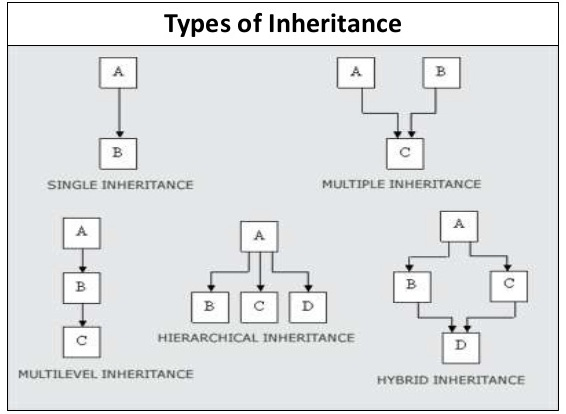 Types of Inheritance
A
B
SINGLE INHERITANCE
A B
C
MULTIPLE INHERITANCE
A
B
C
MULTILEVEL INHERITANCE
A
B C D
HIERARCHICAL INHERITANCE
A
B C
D
HYBRID INHERITANCE